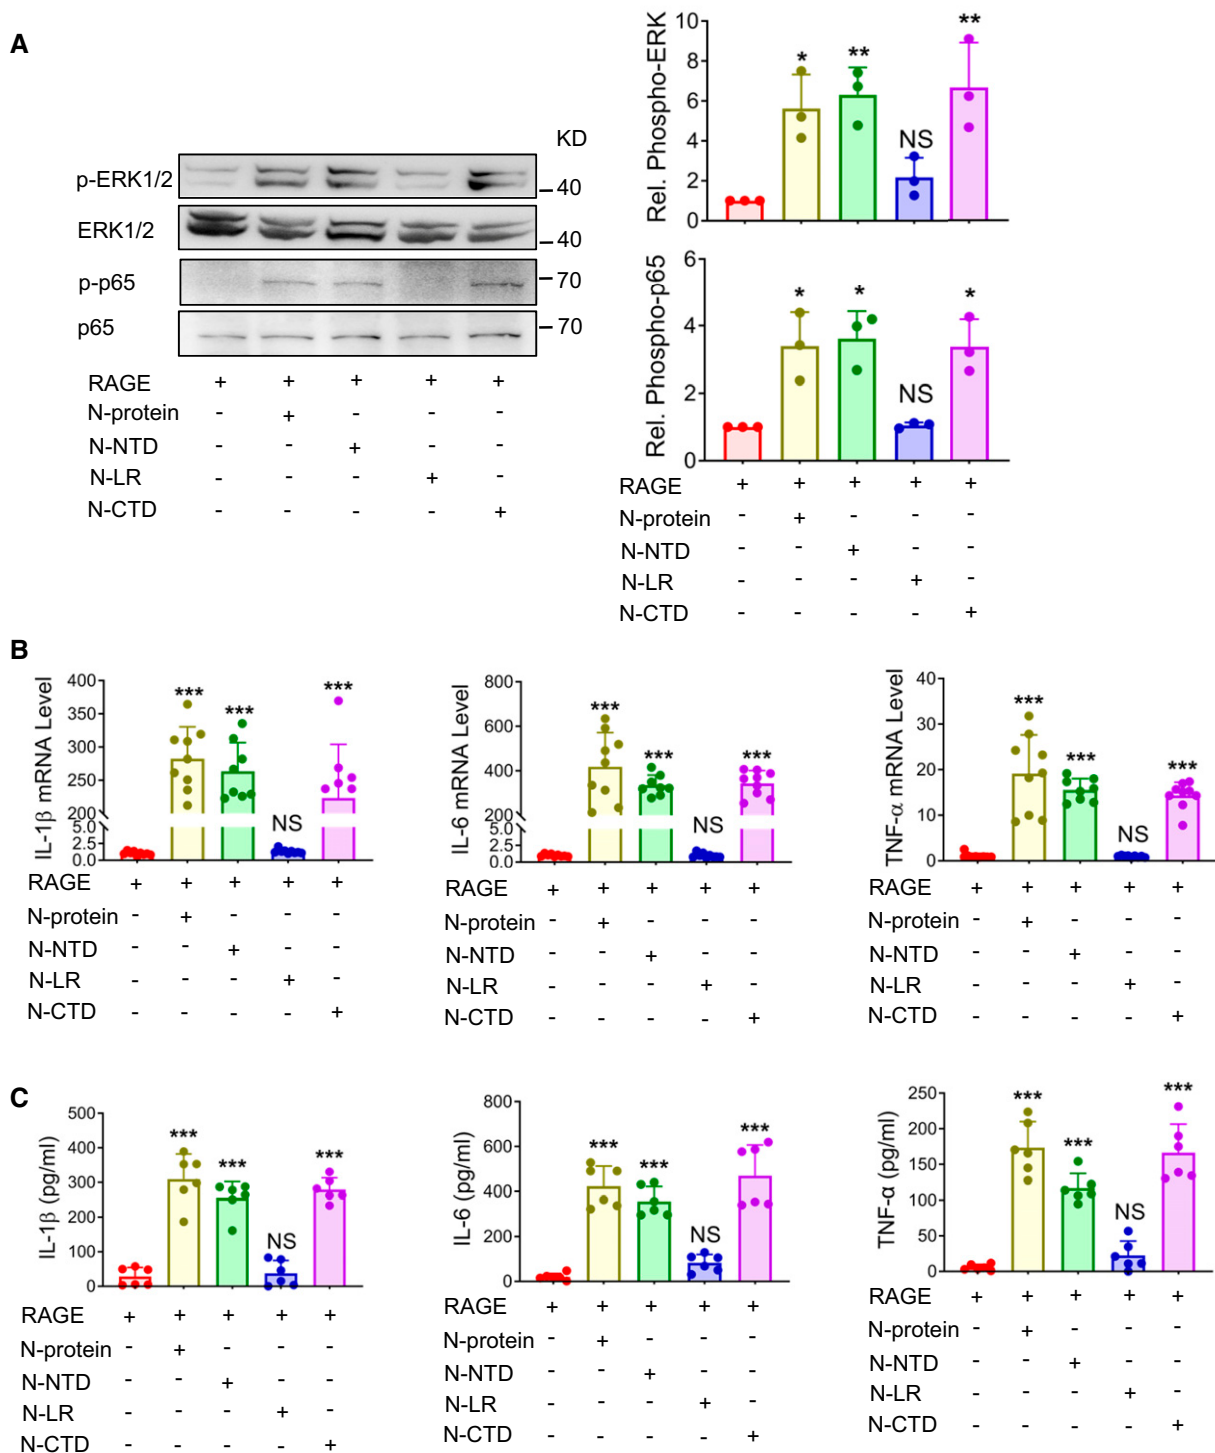 A
KD
p-ERK1/2
40
ERK1/2
40
p-p65
70
p65
70
RAGE + + + + +
N-protein - + - - -
N-NTD - - + - -
N-LR - - - + -
N-CTD - - - - +
Rel. Phospho-ERK
10
8
6
4
2
0
* ** NS **
Rel. Phospho-p65
6
4
2
0
* * NS *
RAGE + + + + +
N-protein - + - - -
N-NTD - - + - -
N-LR - - - + -
N-CTD - - - - +
B
IL-1β mRNA Level
400
350
300
250
200
5.0
2.5
0.0
*** *** NS ***
RAGE + + + + +
N-protein - + - - -
N-NTD - - + - -
N-LR - - - + -
N-CTD - - - - +
IL-6 mRNA Level
800
600
400
200
5.0
2.5
0.0
*** *** NS ***
RAGE + + + + +
N-protein - + - - -
N-NTD - - + - -
N-LR - - - + -
N-CTD - - - - +
TNF-α mRNA Level
40
30
20
10
0
*** *** NS ***
RAGE + + + + +
N-protein - + - - -
N-NTD - - + - -
N-LR - - - + -
N-CTD - - - - +
C
IL-1β (pg/ml)
500
400
300
200
100
0
*** *** NS ***
RAGE + + + + +
N-protein - + - - -
N-NTD - - + - -
N-LR - - - + -
N-CTD - - - - +
IL-6 (pg/ml)
800
600
400
200
0
*** *** NS ***
RAGE + + + + +
N-protein - + - - -
N-NTD - - + - -
N-LR - - - + -
N-CTD - - - - +
TNF-α (pg/ml)
250
200
150
100
50
0
*** *** NS ***
RAGE + + + + +
N-protein - + - - -
N-NTD - - + - -
N-LR - - - + -
N-CTD - - - - +